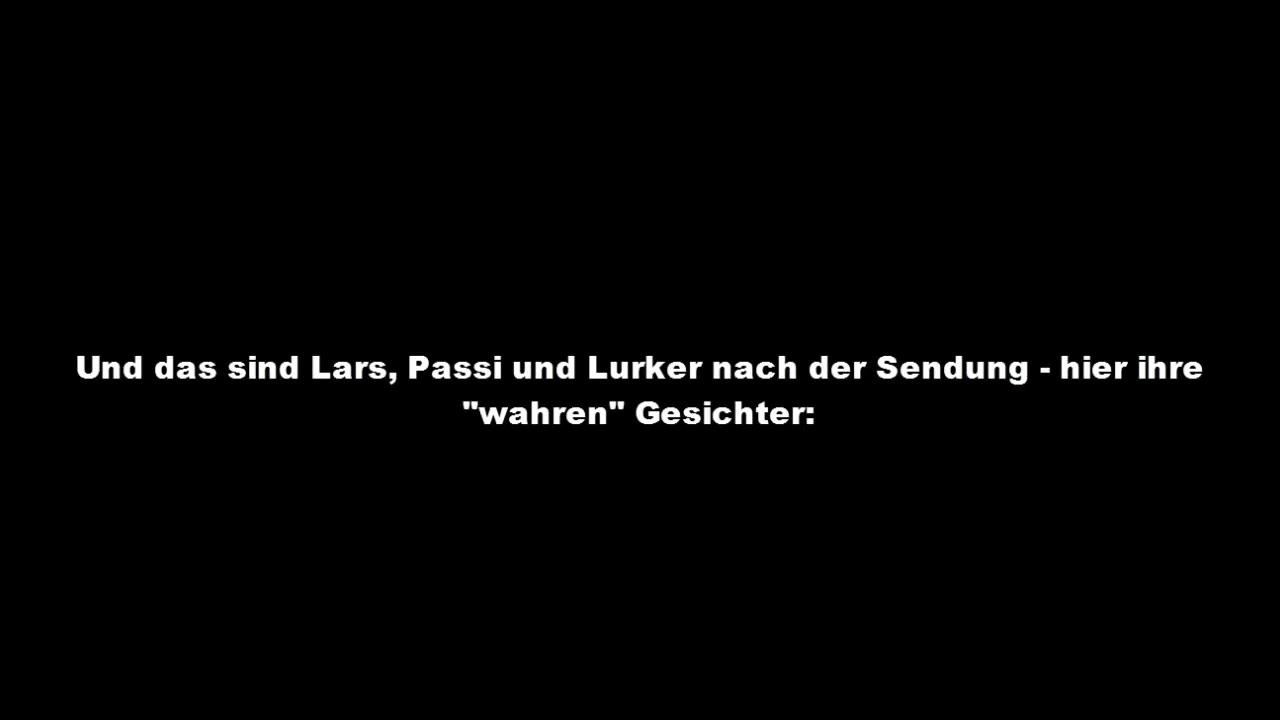 Und das sind Lars, Passi und Lurker nach der Sendung - hier ihre
"wahren" Gesichter: